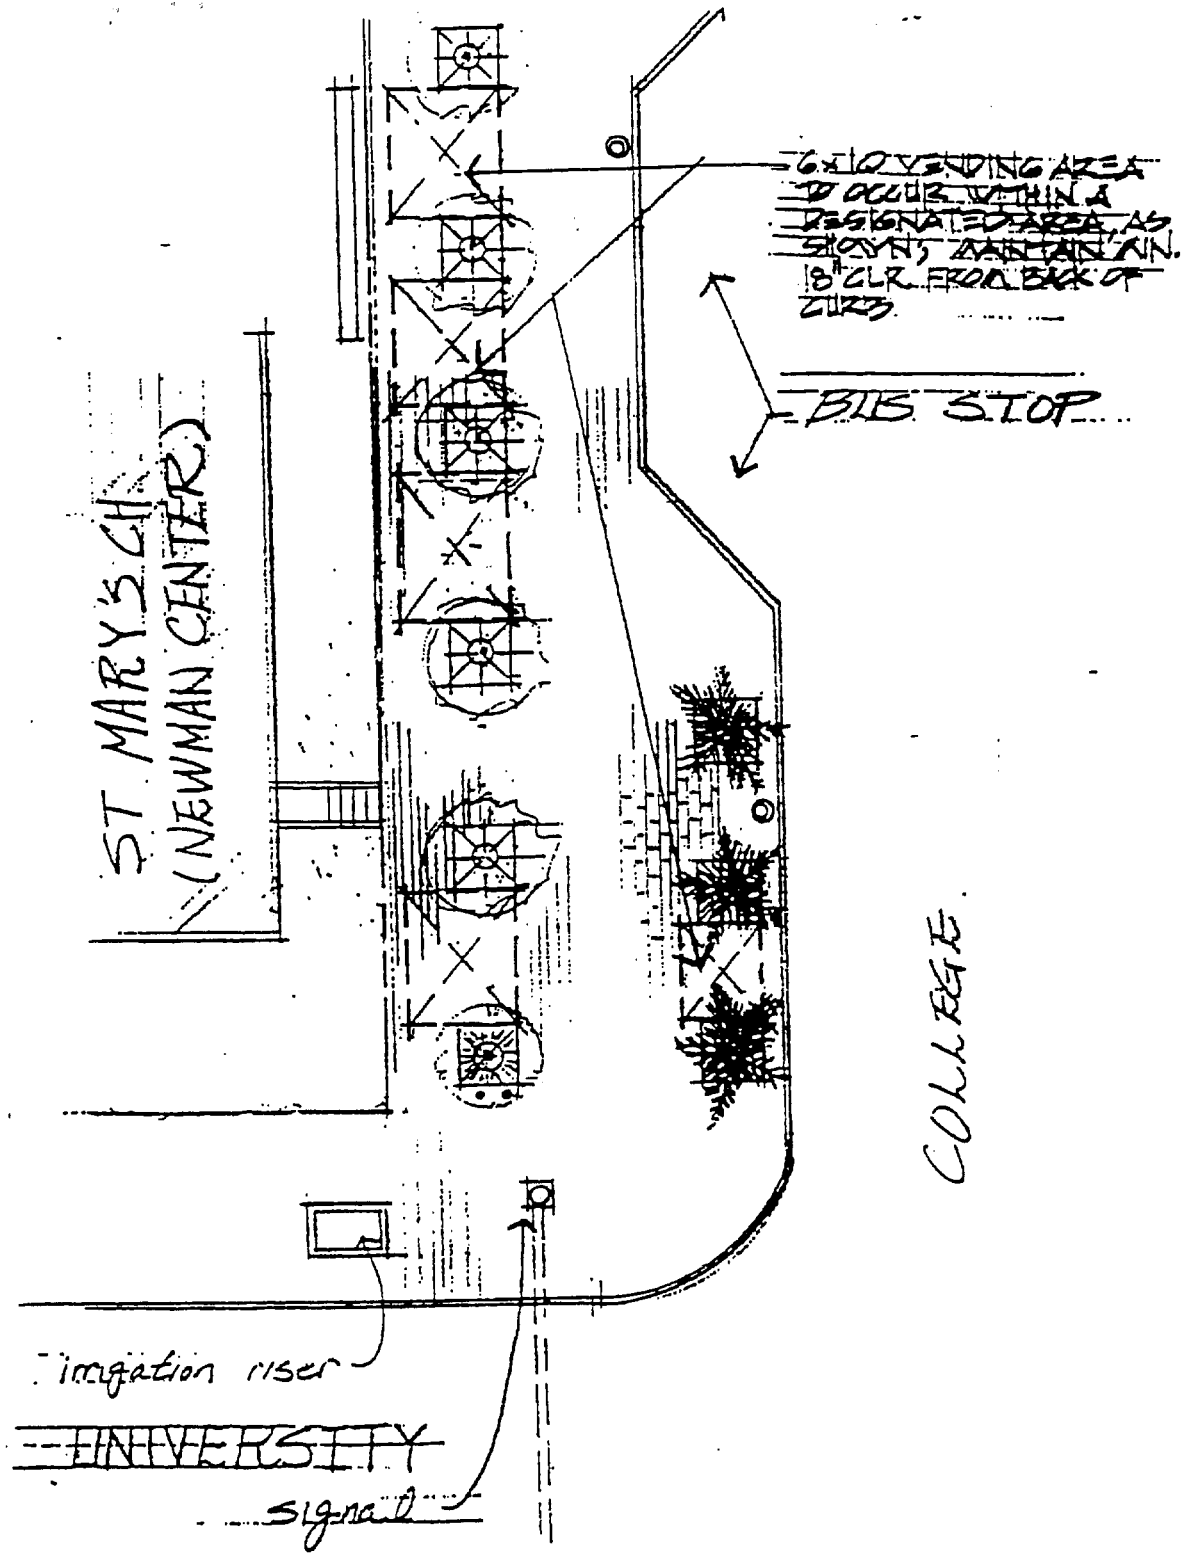 6x10 VENDING AREA
TO OCCUR WITHIN A
DESIGNATED AREA, AS
SHOWN; MAINTAIN MIN.
18" CLR. FROM BACK OF
CURB.
BUS STOP
ST MARY'S CH
(NEWMAN CENTER)
COLLEGE
irrigation riser
UNIVERSITY
signal